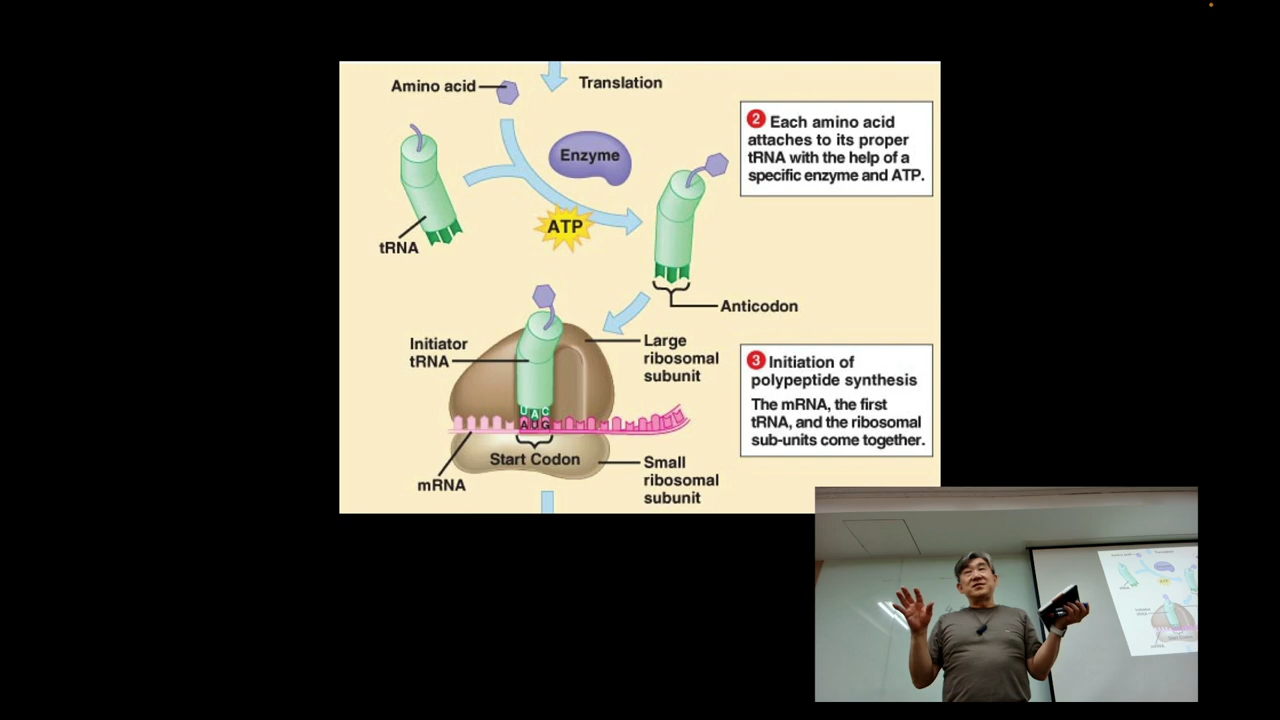 Amino acid
Translation
Enzyme
ATP
tRNA
Anticodon
2 Each amino acid
attaches to its proper
tRNA with the help of a
specific enzyme and ATP.
Initiator
tRNA
Large
ribosomal
subunit
UAC
AUG
Start Codon
mRNA
Small
ribosomal
subunit
3 Initiation of
polypeptide synthesis
The mRNA, the first
tRNA, and the ribosomal
sub-units come together.